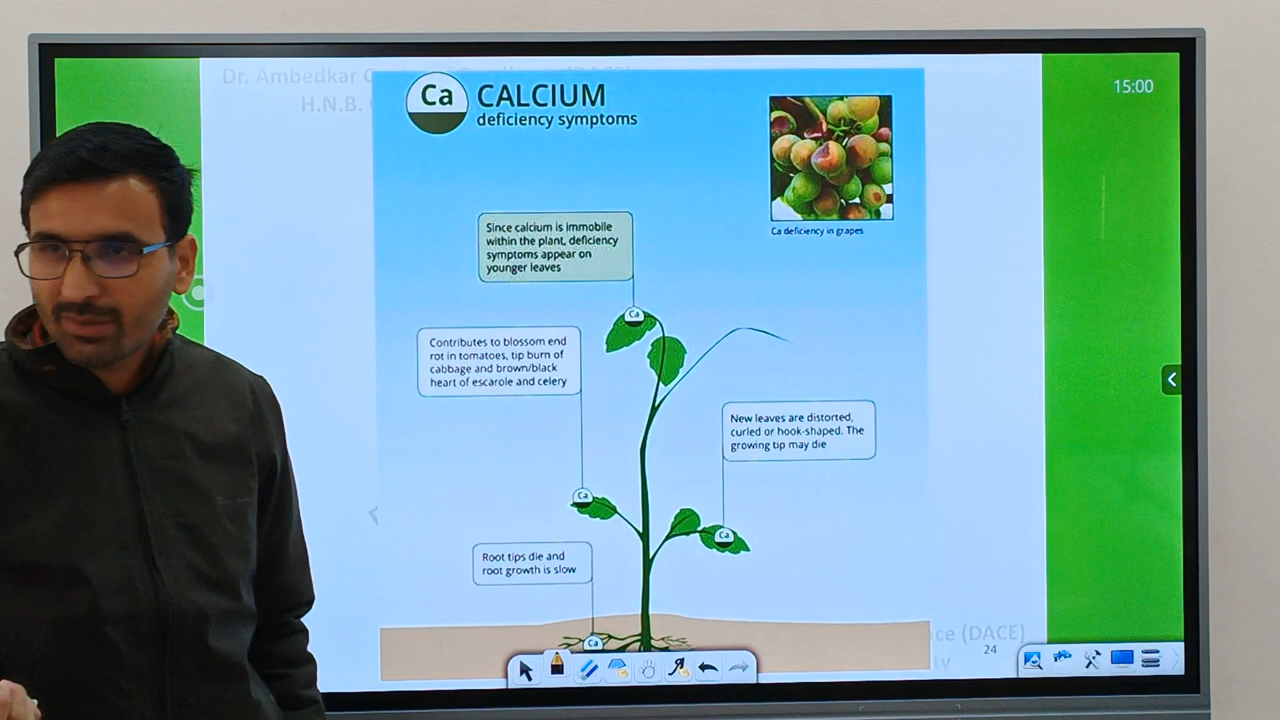 Dr. Ambedkar
H.N.B.
15:00
Ca
CALCIUM
deficiency symptoms
Ca deficiency in grapes
Since calcium is immobile
within the plant, deficiency
symptoms appear on
younger leaves
Ca
Contributes to blossom end
rot in tomatoes, tip burn of
cabbage and brown/black
heart of escarole and celery
New leaves are distorted,
curled or hook-shaped. The
growing tip may die
Ca
Ca
Root tips die and
root growth is slow
Ca
(DACE)
24